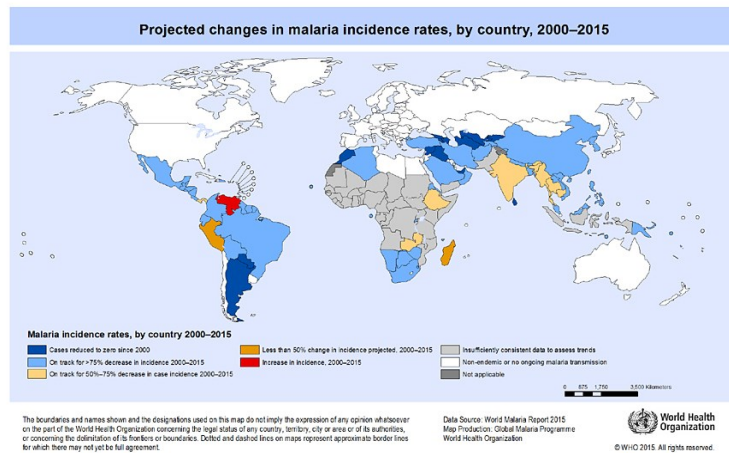 Projected changes in malaria incidence rates, by country, 2000–2015
Malaria incidence rates, by country 2000–2015
Cases reduced to zero since 2000
On track for >75% decrease in incidence 2000–2015
On track for 50%–75% decrease in case incidence 2000–2015
Less than 50% change in incidence projected, 2000–2015
Increase in incidence, 2000–2015
Insufficiently consistent data to assess trends
Non-endemic or no ongoing malaria transmission
Not applicable
0 875 1,750 3,500 Kilometers
The boundaries and names shown and the designations used on this map do not imply the expression of any opinion whatsoever
on the part of the World Health Organization concerning the legal status of any country, territory, city or area or of its authorities,
or concerning the delimitation of its frontiers or boundaries. Dotted and dashed lines on maps represent approximate border lines
for which there may not yet be full agreement.
Data Source: World Malaria Report 2015
Map Production: Global Malaria Programme
World Health Organization
World Health
Organization
© WHO 2015. All rights reserved.